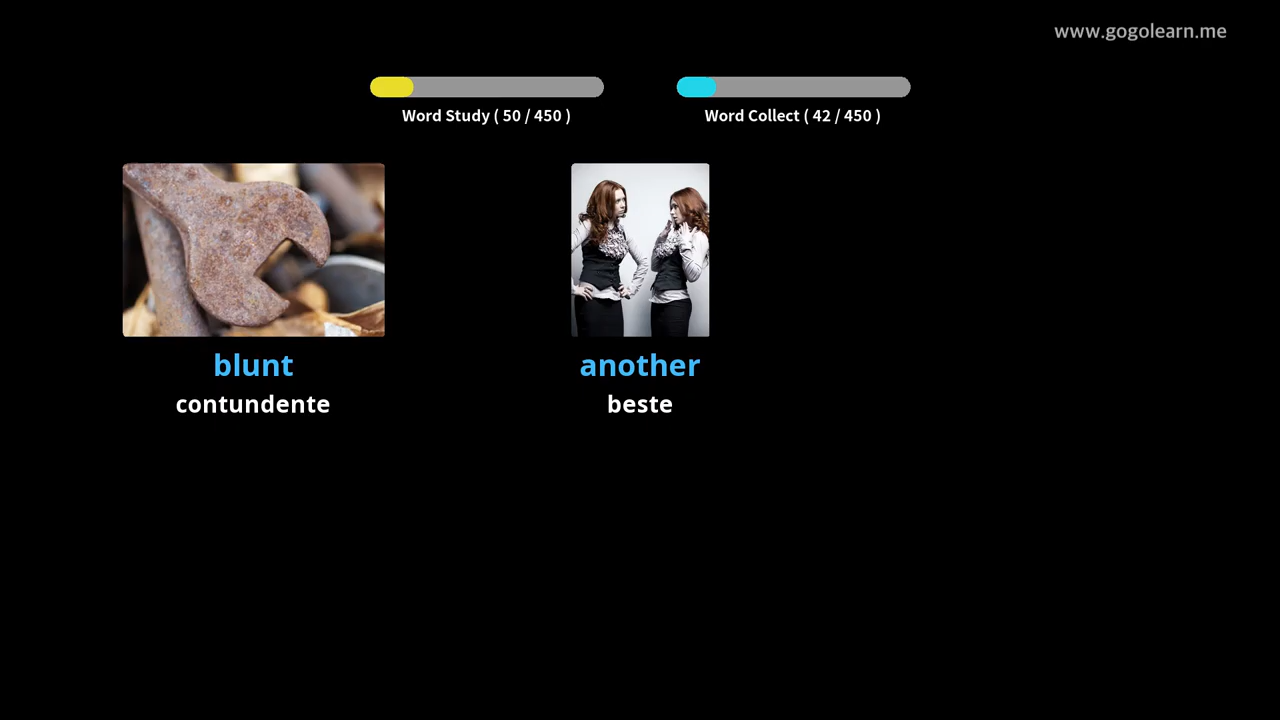 www.gogolearn.me
Word Study ( 50 / 450 )
Word Collect ( 42 / 450 )
blunt
contundente
another
beste